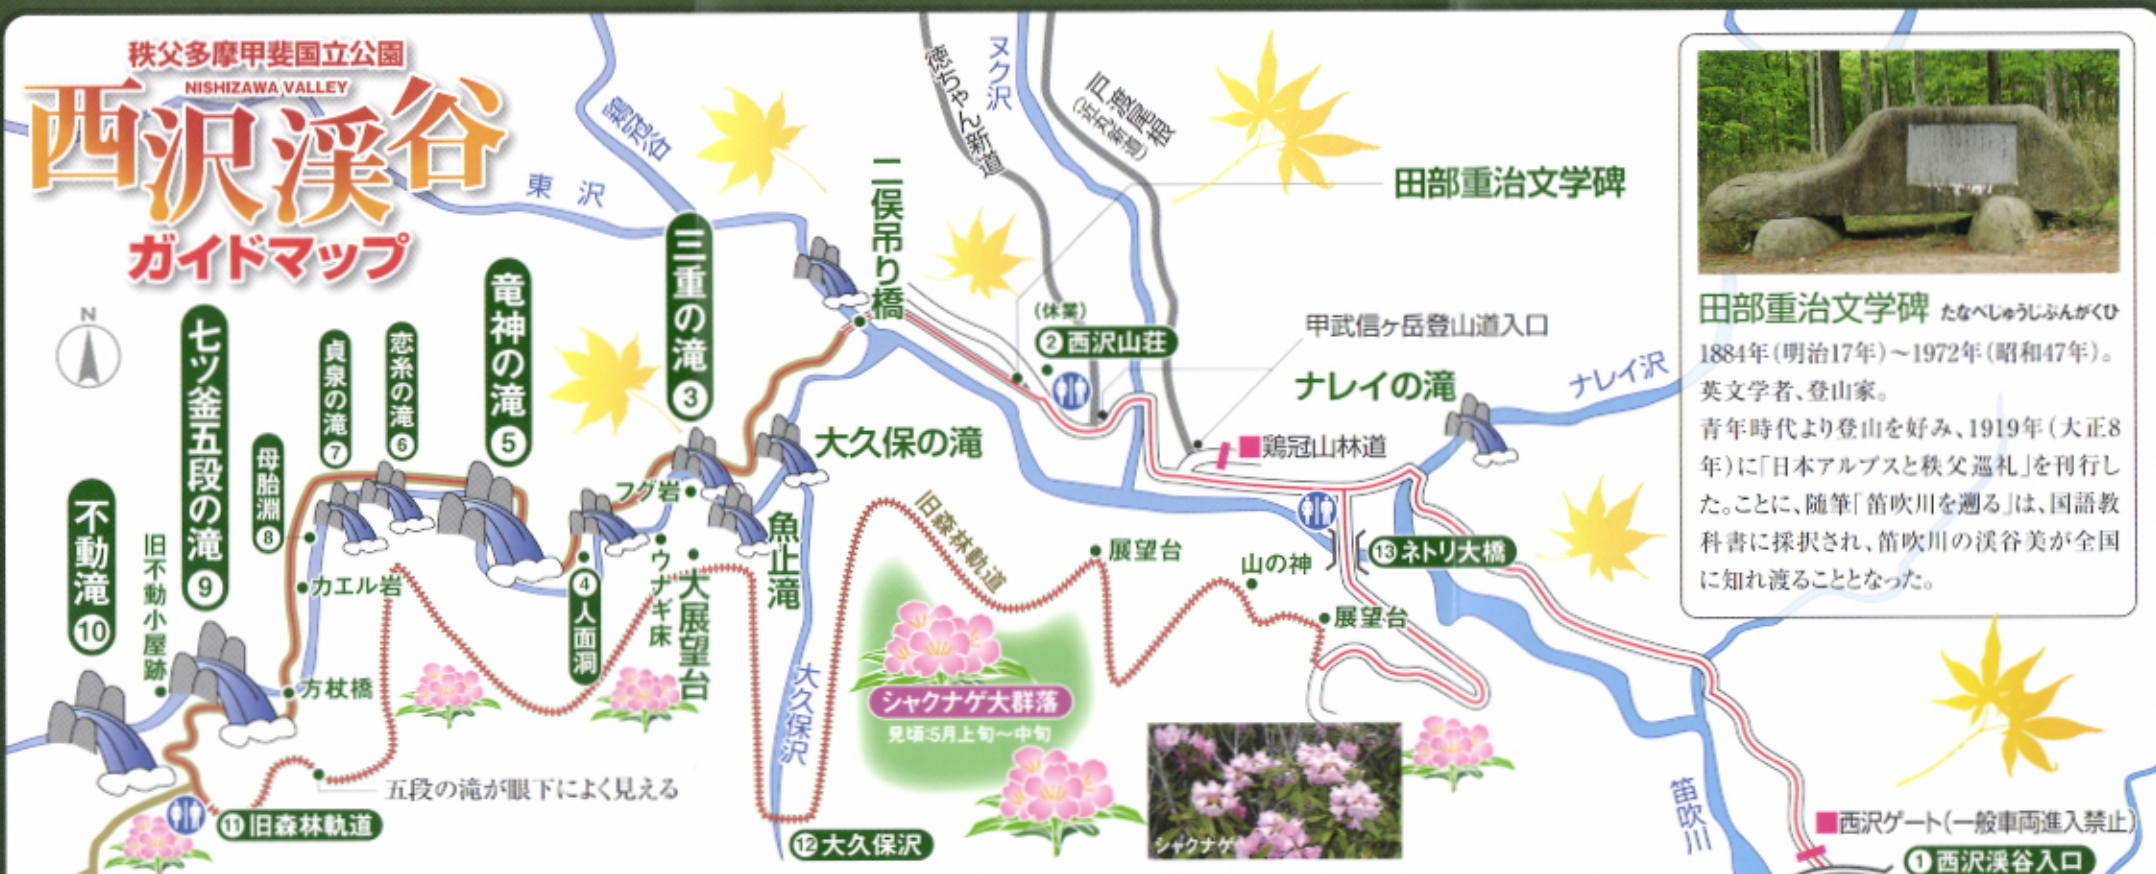 秩父多摩甲斐国立公園
NISHIZAWA VALLEY
西沢渓谷
ガイドマップ
N
鶏冠谷
東沢
徳ちゃん新道
ヌク沢
戸渡尾根
(近丸新道)
田部重治文学碑
二俣吊り橋
(休業)
②西沢山荘
甲武信ヶ岳登山道入口
ナレイの滝
ナレイ沢
■鶏冠山林道
三重の滝③
竜神の滝⑤
恋糸の滝⑥
貞泉の滝⑦
母胎淵⑧
七ツ釜五段の滝⑨
不動滝⑩
旧不動小屋跡
カエル岩
方杖橋
フグ岩
大久保の滝
魚止滝
ウナギ床
大展望台
④人面洞
旧森林軌道
展望台
山の神
展望台
⑬ネトリ大橋
シャクナゲ大群落
見頃:5月上旬～中旬
大久保沢
五段の滝が眼下によく見える
⑪旧森林軌道
⑫大久保沢
シャクナゲ
笛吹川
■西沢ゲート(一般車両進入禁止)
①西沢渓谷入口
田部重治文学碑 たなべじゅうじぶんがくひ
1884年(明治17年)～1972年(昭和47年)。
英文学者、登山家。
青年時代より登山を好み、1919年(大正8
年)に「日本アルプスと秩父巡礼」を刊行し
た。ことに、随筆「笛吹川を遡る」は、国語教
科書に採択され、笛吹川の渓谷美が全国
に知れ渡ることとなった。